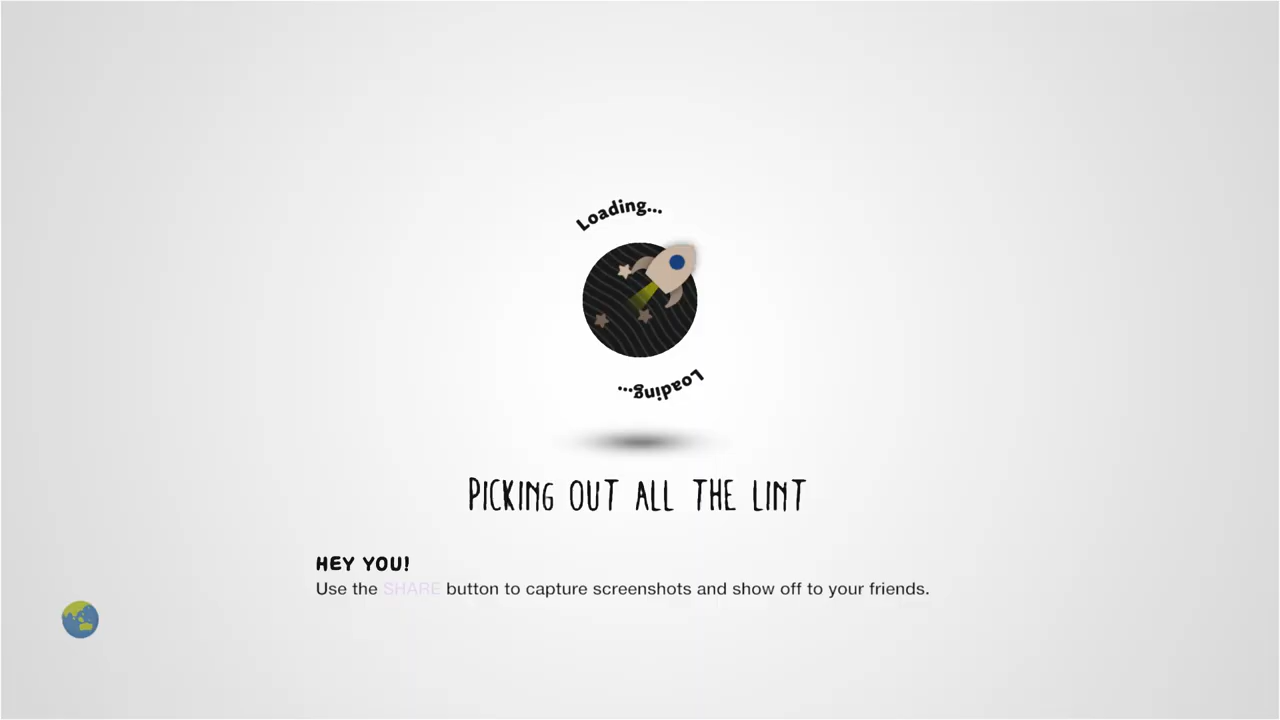 Loading...
Loading...
PICKING OUT ALL THE LINT
HEY YOU!
Use the SHARE button to capture screenshots and show off to your friends.